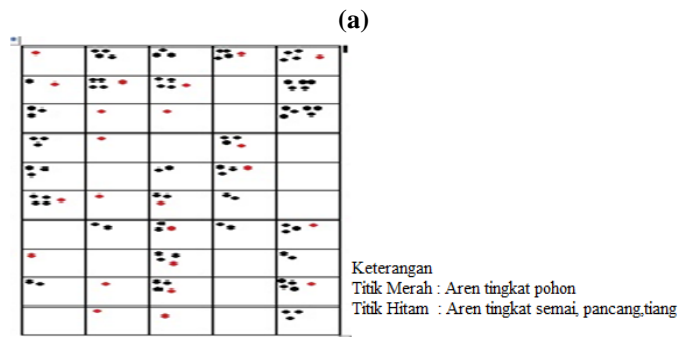 (a)
Keterangan
Titik Merah : Aren tingkat pohon
Titik Hitam : Aren tingkat semai, pancang,tiang